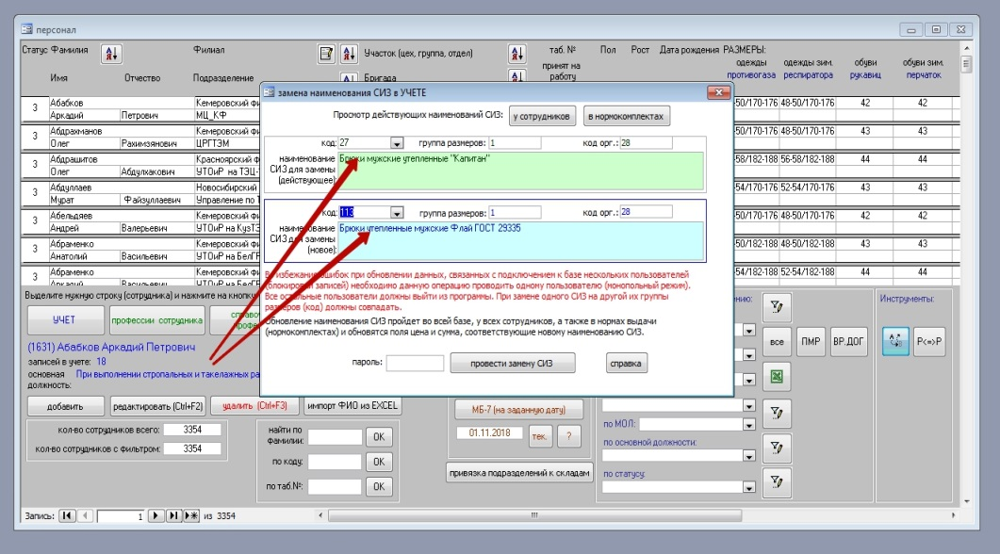 персонал
Статус Фамилия Филиал Участок (цех, группа, отдел) таб. № Пол Рост Дата рождения РАЗМЕРЫ:
принят на одежды одежды зим. обуви обуви зим.
Имя Отчество Подразделение Бригада работу противогаза респиратора рукавиц перчаток
замена наименования СИЗ в УЧЕТЕ
Просмотр действующих наименований СИЗ: у сотрудников в нормокомплектах
код: 27 группа размеров: 1 код орг.: 28
наименование СИЗ для замены (действующее): Брюки мужские утепленные "Капитан"
код: 113 группа размеров: 1 код орг.: 28
наименование СИЗ для замены (новое): Брюки утепленные мужские Флай ГОСТ 29335
Во избежание ошибок при обновлении данных, связанных с подключением к базе нескольких пользователей
(блокировки записей) необходимо данную операцию проводить одному пользователю (монопольный режим).
Все остальные пользователи должны выйти из программы. При замене одного СИЗ на другой их группы
размеров (код) должны совпадать.
Обновление наименования СИЗ пройдет во всей базе, у всех сотрудников, а также в нормах выдачи
(нормокомплектах) и обновятся поля цена и сумма, соответствующие новому наименованию СИЗ.
пароль: провести замену СИЗ справка
3 Абабков Кемеровский фи -50/170-176 48-50/170-176 42 42
Аркадий Петрович МЦ_КФ
3 Абдрахманов Кемеровский фи 43 43
Олег Рахимзянович ЦРГТЭМ
3 Абдрашитов Красноярский ф -58/182-188 56-58/182-188 44 44
Олег Абдулхакович УТОиР на ТЭЦ-
3 Абдуллаев Новосибирский -54/170-176 52-54/170-176 43 43
Мурат Файзуллаевич Управление по Т
3 Абельдяев Кемеровский фи -50/170-176 48-50/170-176 42 42
Андрей Валерьевич УТОиР на КузТЭ
3 Абраменко Кемеровский фи -50/182-188 48-50/182-188 43 43
Анатолий Васильевич УТОиР на БелГР
3 Абраменко Кемеровский фи -54/182-188 52-54/182-188 44 44
Аркадий Васильевич УТОиР на БелГР
Выделите нужную строку (сотрудника) и нажмите на кнопку
УЧЕТ профессии сотрудника
(1631) Абабков Аркадий Петрович
записей в учете: 18
основная должность: При выполнении стропальных и такелажных ра
добавить редактировать (Ctrl+F2) удалить (Ctrl+F3) импорт ФИО из EXCEL
кол-во сотрудников всего: 3354
кол-во сотрудников с фильтром: 3354
найти по фамилии: OK
по коду: OK
по таб.№: OK
МБ-7 (на заданную дату)
01.11.2018 тек. ?
привязка подразделений к складам
по МОЛ:
по основной должности:
по статусу:
все ПМР ВР.ДОГ
Инструменты:
Р<=>Р
Запись: 1 из 3354